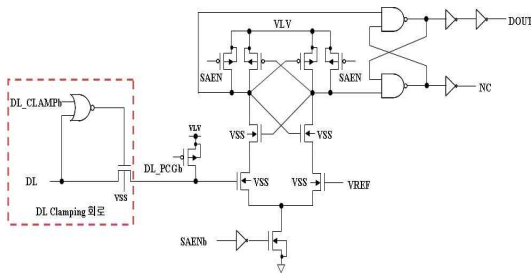 VLV
DOUT
SAEN
SAEN
NC
DL_CLAMPb
VLV
VSS
VSS
DL_PCGb
DL
VSS
VSS
VSS
VREF
DL Clamping 회로
SAENb